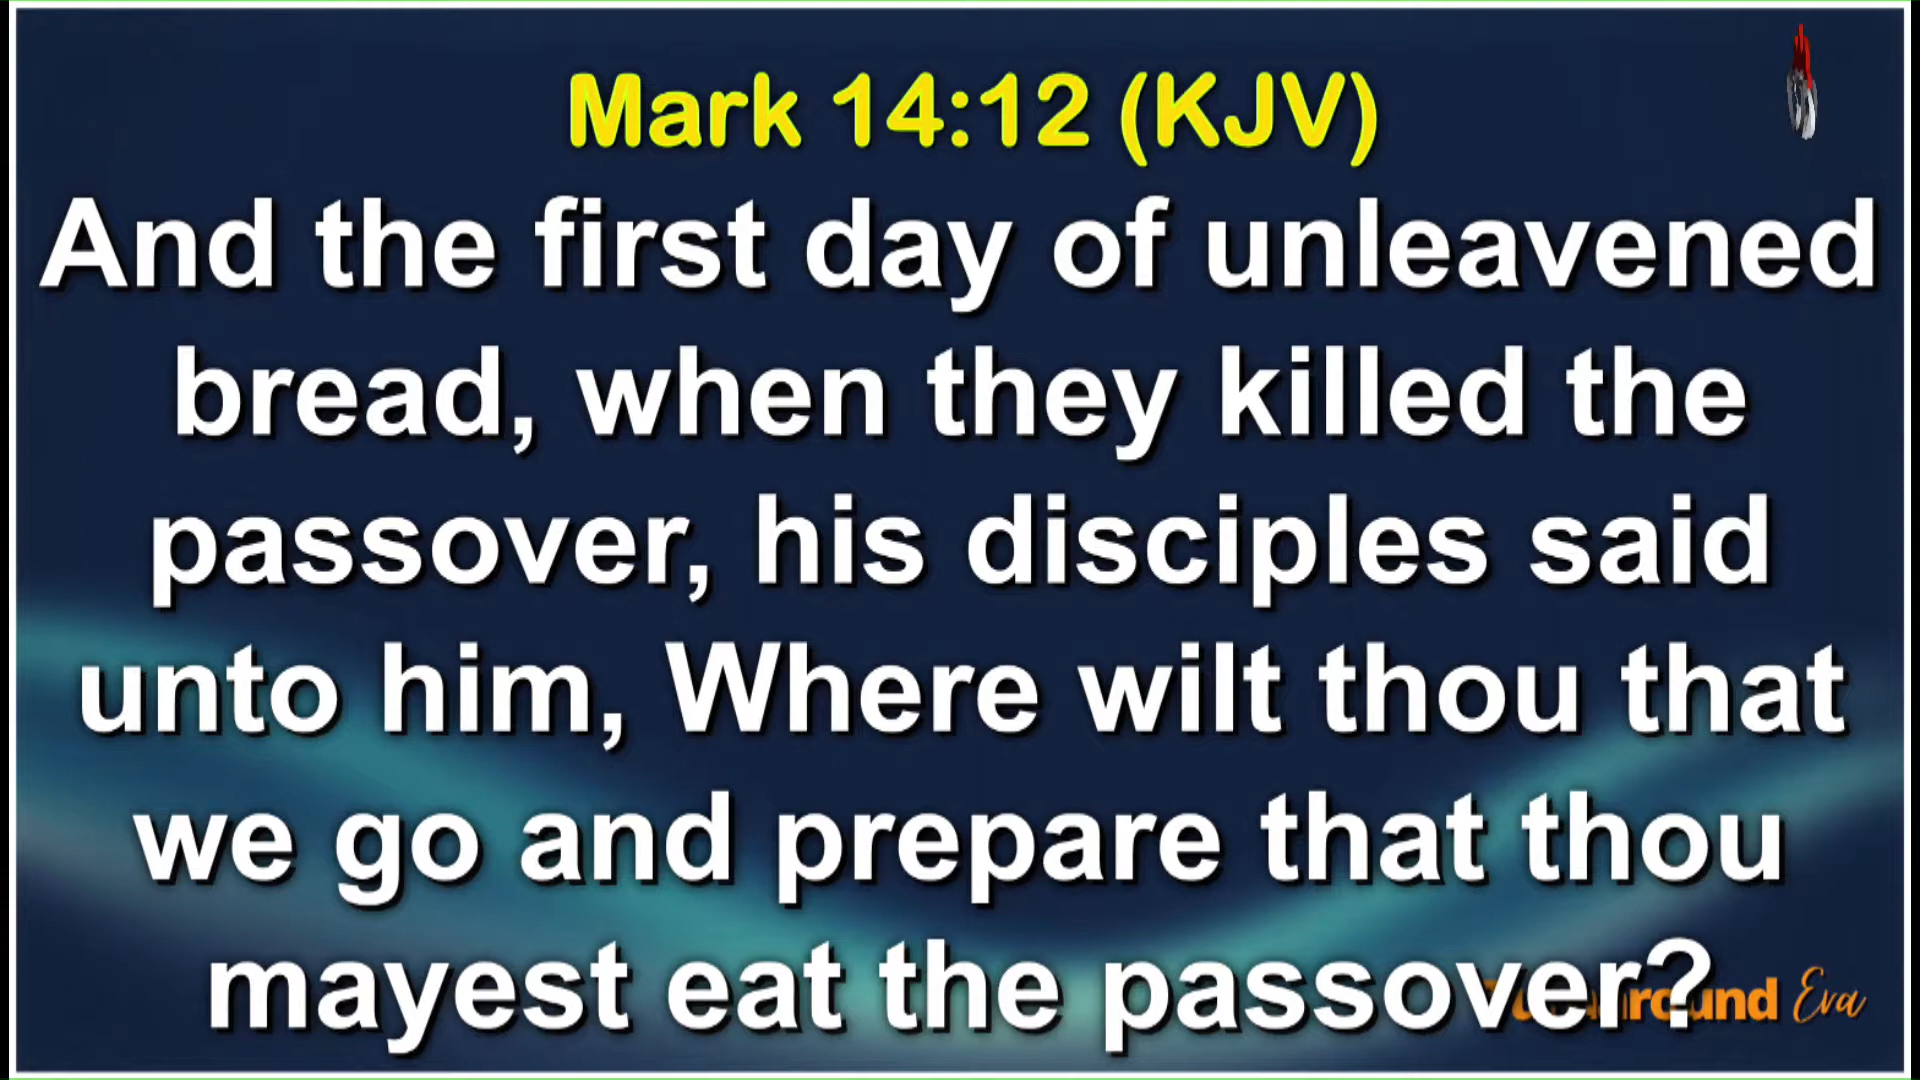 Mark 14:12 (KJV)
And the first day of unleavened
bread, when they killed the
passover, his disciples said
unto him, Where wilt thou that
we go and prepare that thou
mayest eat the passover?
Eva